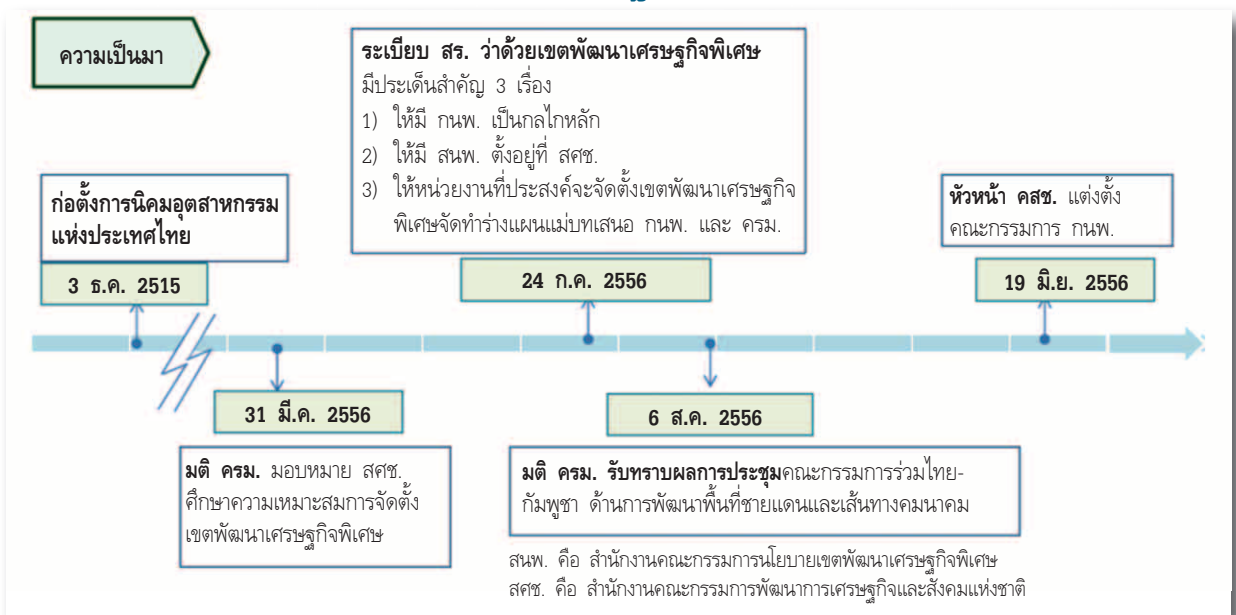 ความเป็นมา
ระเบียบ สร. ว่าด้วยเขตพัฒนาเศรษฐกิจพิเศษ
มีประเด็นสำคัญ 3 เรื่อง
1) ให้มี กนพ. เป็นกลไกหลัก
2) ให้มี สนพ. ตั้งอยู่ที่ สศช.
3) ให้หน่วยงานที่ประสงค์จะจัดตั้งเขตพัฒนาเศรษฐกิจ
พิเศษจัดทำร่างแผนแม่บทเสนอ กนพ. และ ครม.
ก่อตั้งการนิคมอุตสาหกรรม
แห่งประเทศไทย
หัวหน้า คสช. แต่งตั้ง
คณะกรรมการ กนพ.
3 ธ.ค. 2515
24 ก.ค. 2556
19 มิ.ย. 2556
31 มี.ค. 2556
6 ส.ค. 2556
มติ ครม. มอบหมาย สศช.
ศึกษาความเหมาะสมการจัดตั้ง
เขตพัฒนาเศรษฐกิจพิเศษ
มติ ครม. รับทราบผลการประชุมคณะกรรมการร่วมไทย-
กัมพูชา ด้านการพัฒนาพื้นที่ชายแดนและเส้นทางคมนาคม
สนพ. คือ สำนักงานคณะกรรมการนโยบายเขตพัฒนาเศรษฐกิจพิเศษ
สศช. คือ สำนักงานคณะกรรมการพัฒนาการเศรษฐกิจและสังคมแห่งชาติ